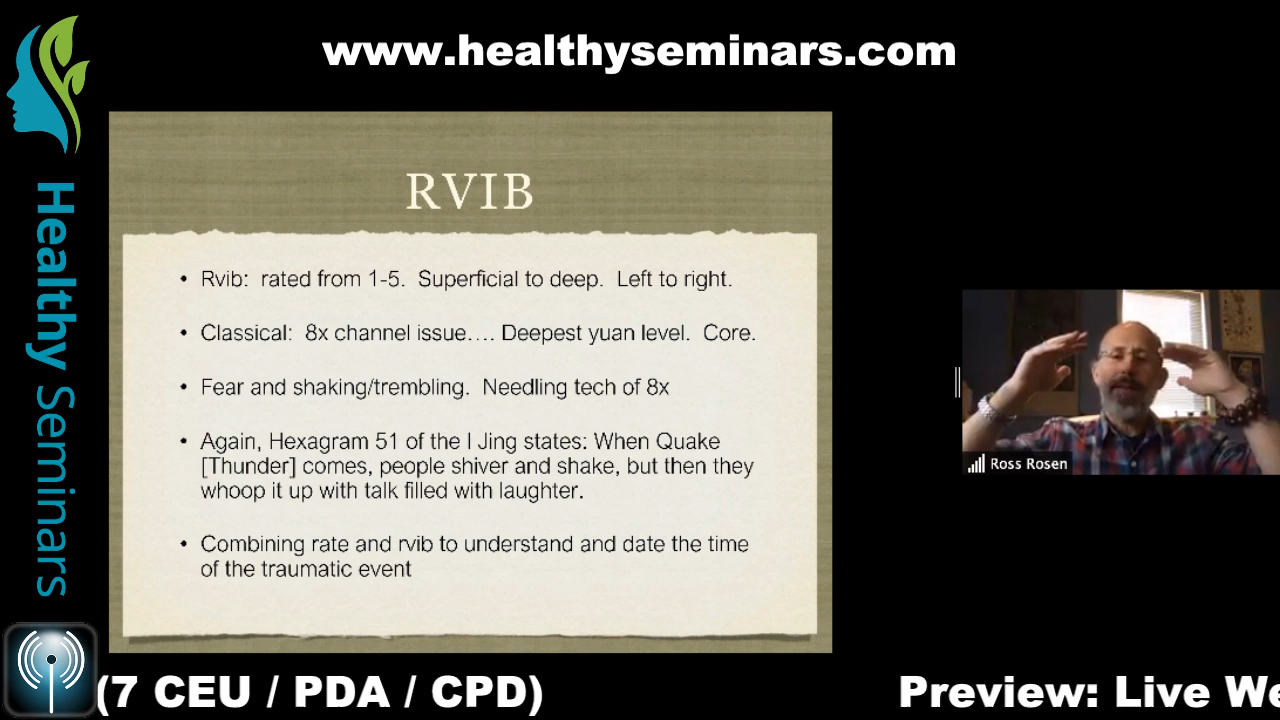 www.healthyseminars.com
Healthy Seminars
RVIB
• Rvib: rated from 1-5. Superficial to deep. Left to right.
• Classical: 8x channel issue…. Deepest yuan level. Core.
• Fear and shaking/trembling. Needling tech of 8x
• Again, Hexagram 51 of the I Jing states: When Quake
[Thunder] comes, people shiver and shake, but then they
whoop it up with talk filled with laughter.
• Combining rate and rvib to understand and date the time
of the traumatic event
Ross Rosen
(7 CEU / PDA / CPD)
Preview: Live We